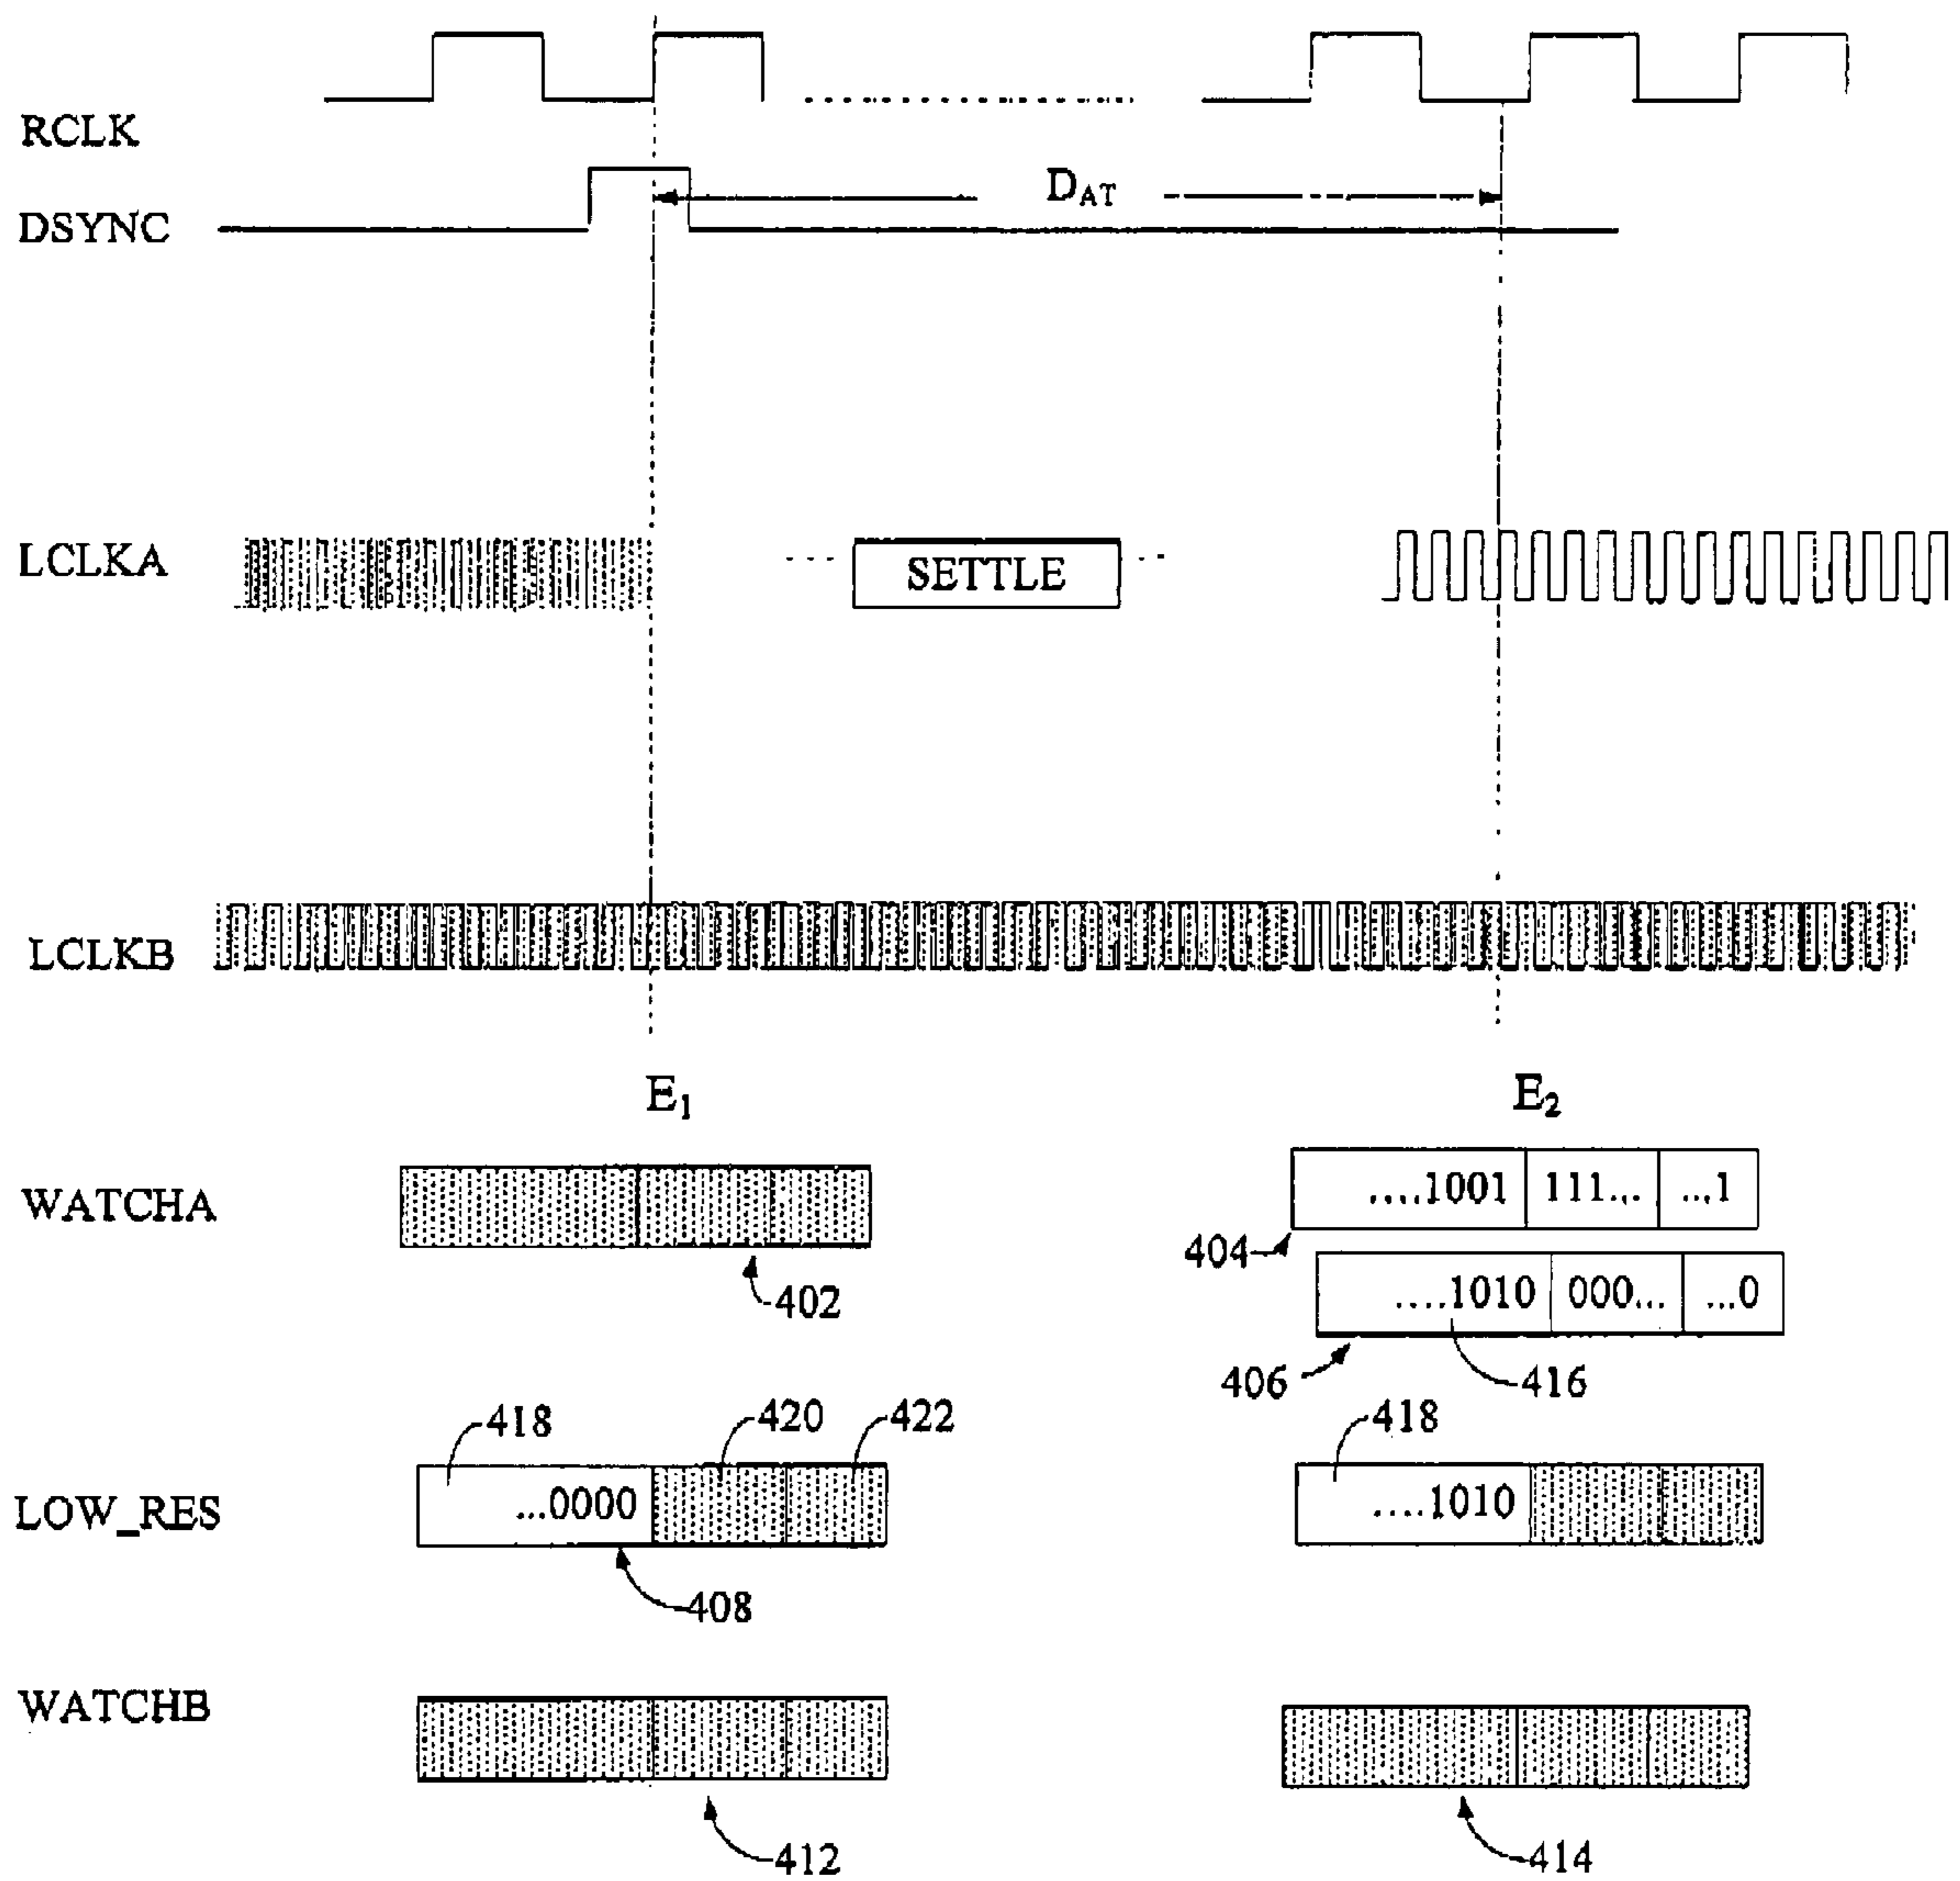 RCLK
D_AT
DSYNC
LCLKA
SETTLE
LCLKB
E₁
E₂
WATCHA
....1001 111... ...1
404
402
....1010 000... ...0
406
416
418
420
422
418
LOW_RES
...0000
....1010
408
WATCHB
412
414